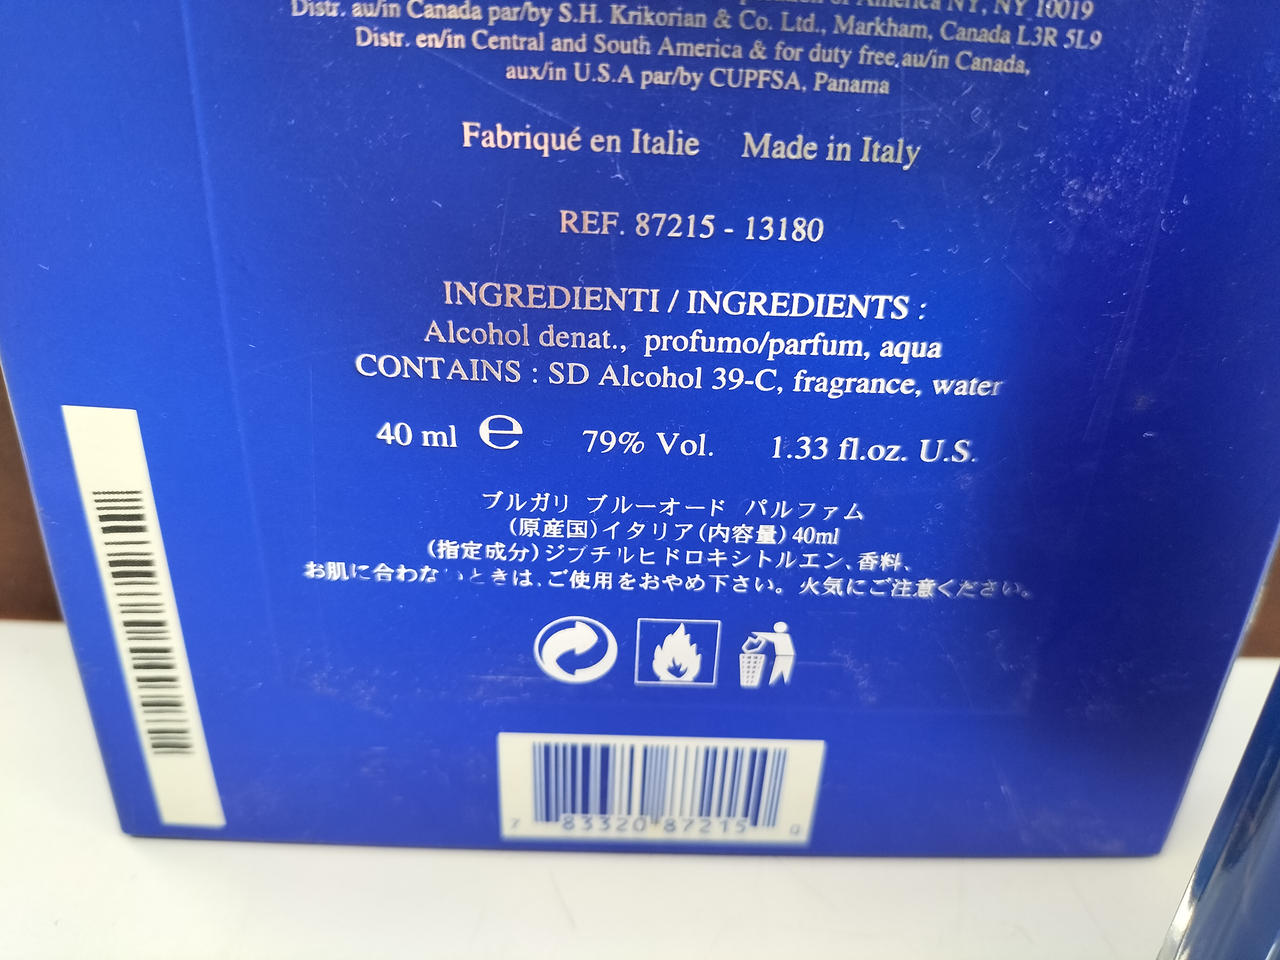 America NY, NY 10019
Distr. au/in Canada par/by S.H. Krikorian & Co. Ltd., Markham, Canada L3R 5L9
Distr. en/in Central and South America & for duty free,au/in Canada,
aux/in U.S.A par/by CUPFSA, Panama
Fabriqué en Italie Made in Italy
REF. 87215 - 13180
INGREDIENTI / INGREDIENTS :
Alcohol denat., profumo/parfum, aqua
CONTAINS : SD Alcohol 39-C, fragrance, water
40 ml ℮ 79% Vol. 1.33 fl.oz. U.S.
ブルガリ ブルーオード パルファム
(原産国)イタリア(内容量)40ml
(指定成分)ジブチルヒドロキシトルエン、香料、
お肌に合わないときは、ご使用をおやめ下さい。火気にご注意ください。
7 83320 87215 0